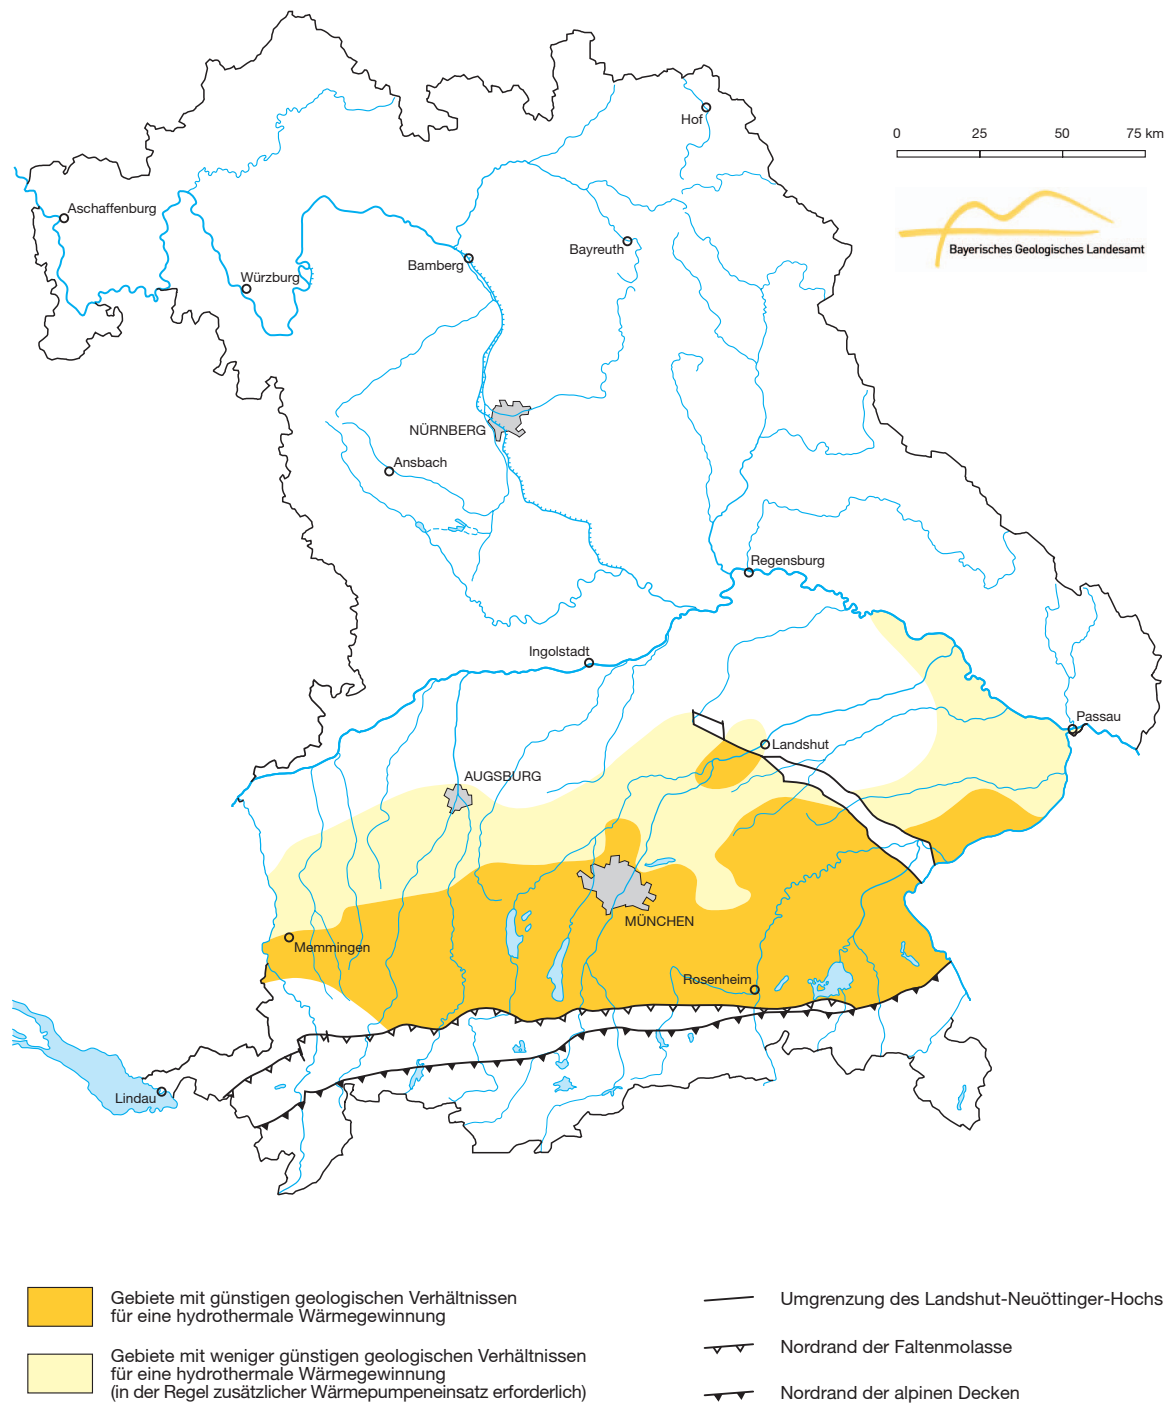 Hof
0 25 50 75 km
Aschaffenburg
Bayerisches Geologisches Landesamt
Bayreuth
Bamberg
Würzburg
NÜRNBERG
Ansbach
Regensburg
Ingolstadt
Passau
Landshut
AUGSBURG
MÜNCHEN
Memmingen
Rosenheim
Lindau
Gebiete mit günstigen geologischen Verhältnissen
für eine hydrothermale Wärmegewinnung
Gebiete mit weniger günstigen geologischen Verhältnissen
für eine hydrothermale Wärmegewinnung
(in der Regel zusätzlicher Wärmepumpeneinsatz erforderlich)
Umgrenzung des Landshut-Neuöttinger-Hochs
Nordrand der Faltenmolasse
Nordrand der alpinen Decken